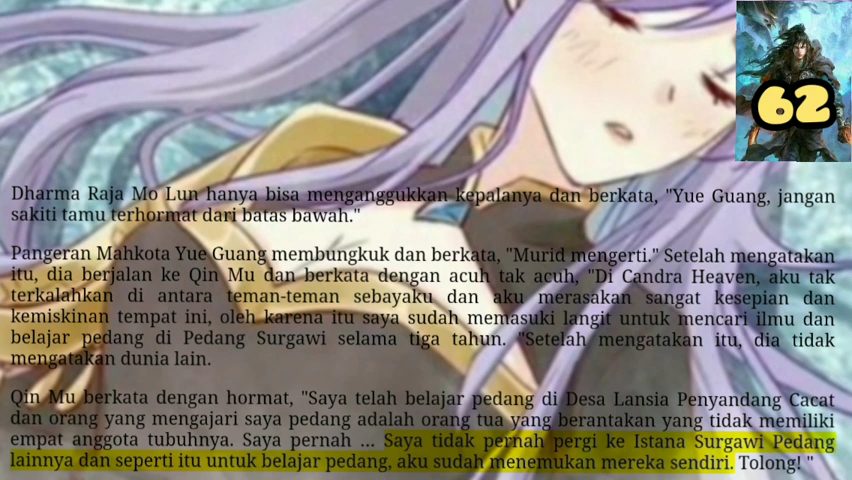 62
Dharma Raja Mo Lun hanya bisa menganggukkan kepalanya dan berkata, "Yue Guang, jangan
sakiti tamu terhormat dari batas bawah."
Pangeran Mahkota Yue Guang membungkuk dan berkata, "Murid mengerti." Setelah mengatakan
itu, dia berjalan ke Qin Mu dan berkata dengan acuh tak acuh, "Di Candra Heaven, aku tak
terkalahkan di antara teman-teman sebayaku dan aku merasakan sangat kesepian dan
kemiskinan tempat ini, oleh karena itu saya sudah memasuki langit untuk mencari ilmu dan
belajar pedang di Pedang Surgawi selama tiga tahun. "Setelah mengatakan itu, dia tidak
mengatakan dunia lain.
Qin Mu berkata dengan hormat, "Saya telah belajar pedang di Desa Lansia Penyandang Cacat
dan orang yang mengajari saya pedang adalah orang tua yang berantakan yang tidak memiliki
empat anggota tubuhnya. Saya pernah ... Saya tidak pernah pergi ke Istana Surgawi Pedang
lainnya dan seperti itu untuk belajar pedang, aku sudah menemukan mereka sendiri. Tolong! "